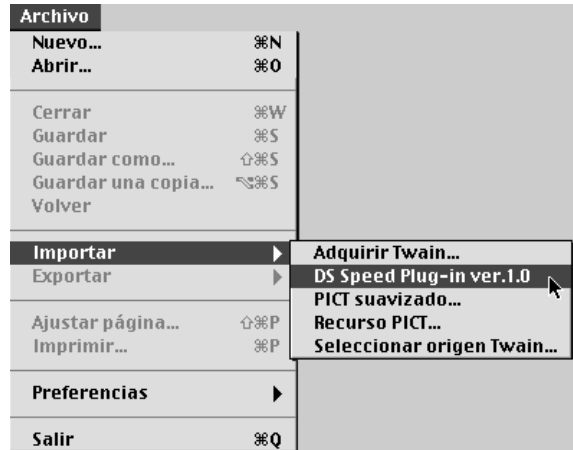 Archivo
Nuevo... ⌘N
Abrir... ⌘O
Cerrar ⌘W
Guardar ⌘S
Guardar como... ⇧⌘S
Guardar una copia... ⌥⌘S
Volver
Importar
Exportar
Ajustar página... ⇧⌘P
Imprimir... ⌘P
Preferencias
Salir ⌘Q
Adquirir Twain...
DS Speed Plug-in ver.1.0
PICT suavizado...
Recurso PICT...
Seleccionar origen Twain...